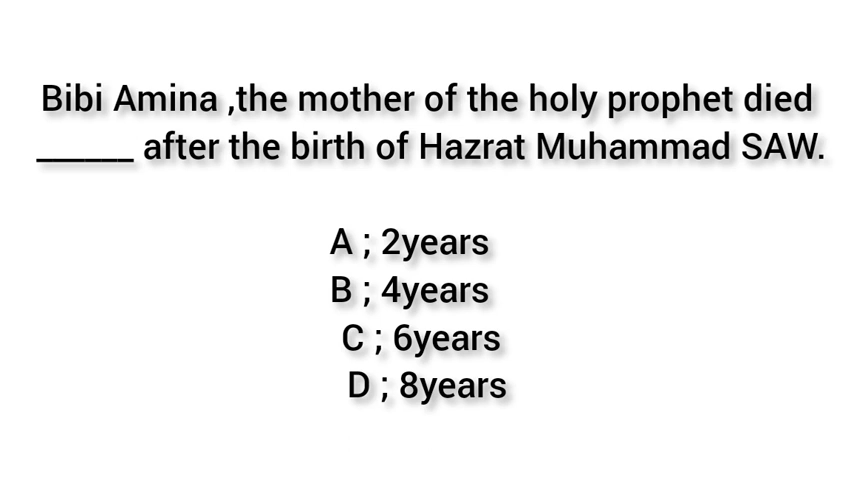 Bibi Amina ,the mother of the holy prophet died
______ after the birth of Hazrat Muhammad SAW.
A ; 2years
B ; 4years
C ; 6years
D ; 8years